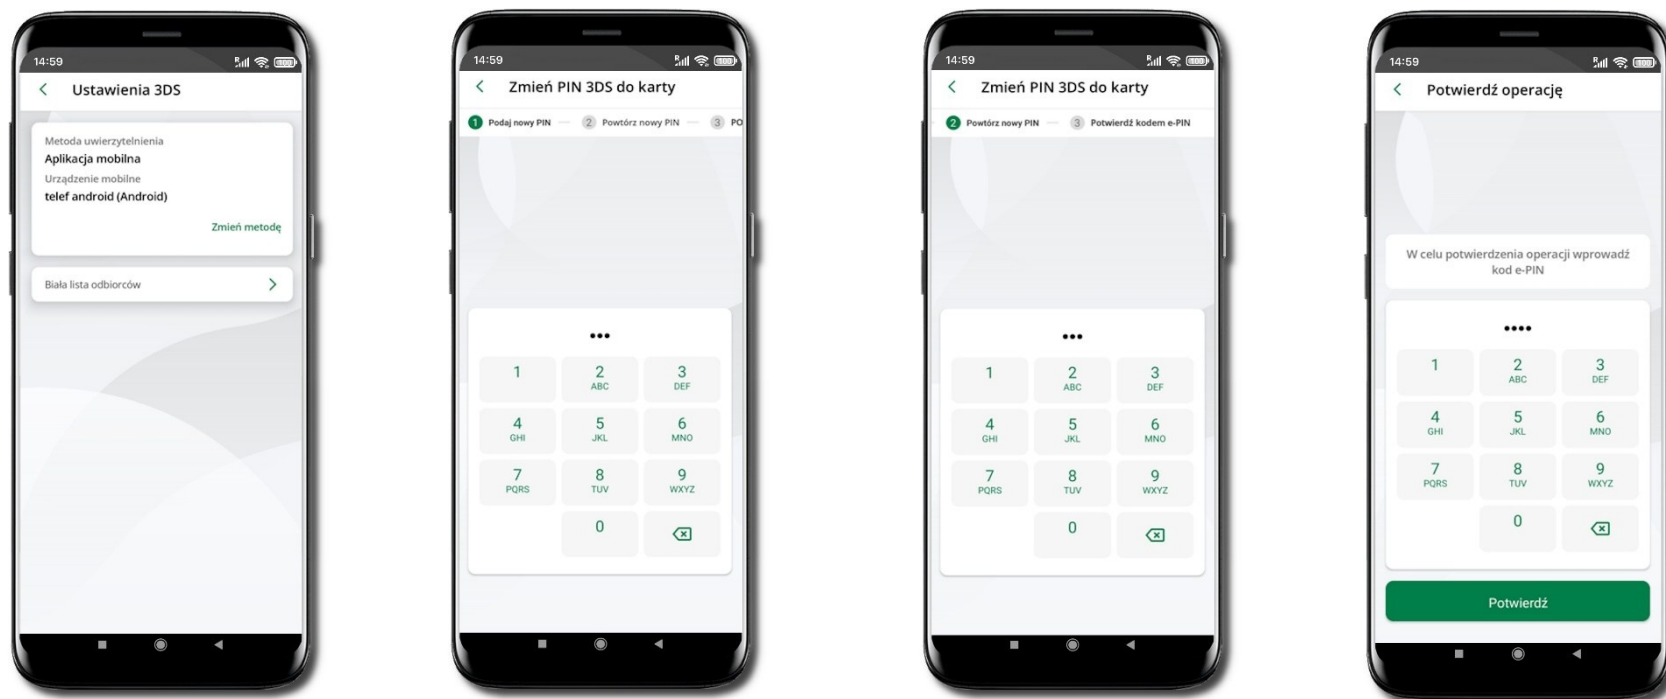 14:59
Ustawienia 3DS
Metoda uwierzytelnienia
Aplikacja mobilna
Urządzenie mobilne
telef android (Android)
Zmień metodę
Biała lista odbiorców
14:59
Zmień PIN 3DS do karty
1 Podaj nowy PIN 2 Powtórz nowy PIN 3 PO
1 2 3
ABC DEF
4 5 6
GHI JKL MNO
7 8 9
PQRS TUV WXYZ
0
14:59
Zmień PIN 3DS do karty
2 Powtórz nowy PIN 3 Potwierdź kodem e-PIN
1 2 3
ABC DEF
4 5 6
GHI JKL MNO
7 8 9
PQRS TUV WXYZ
0
14:59
Potwierdź operację
W celu potwierdzenia operacji wprowadź
kod e-PIN
1 2 3
ABC DEF
4 5 6
GHI JKL MNO
7 8 9
PQRS TUV WXYZ
0
Potwierdź